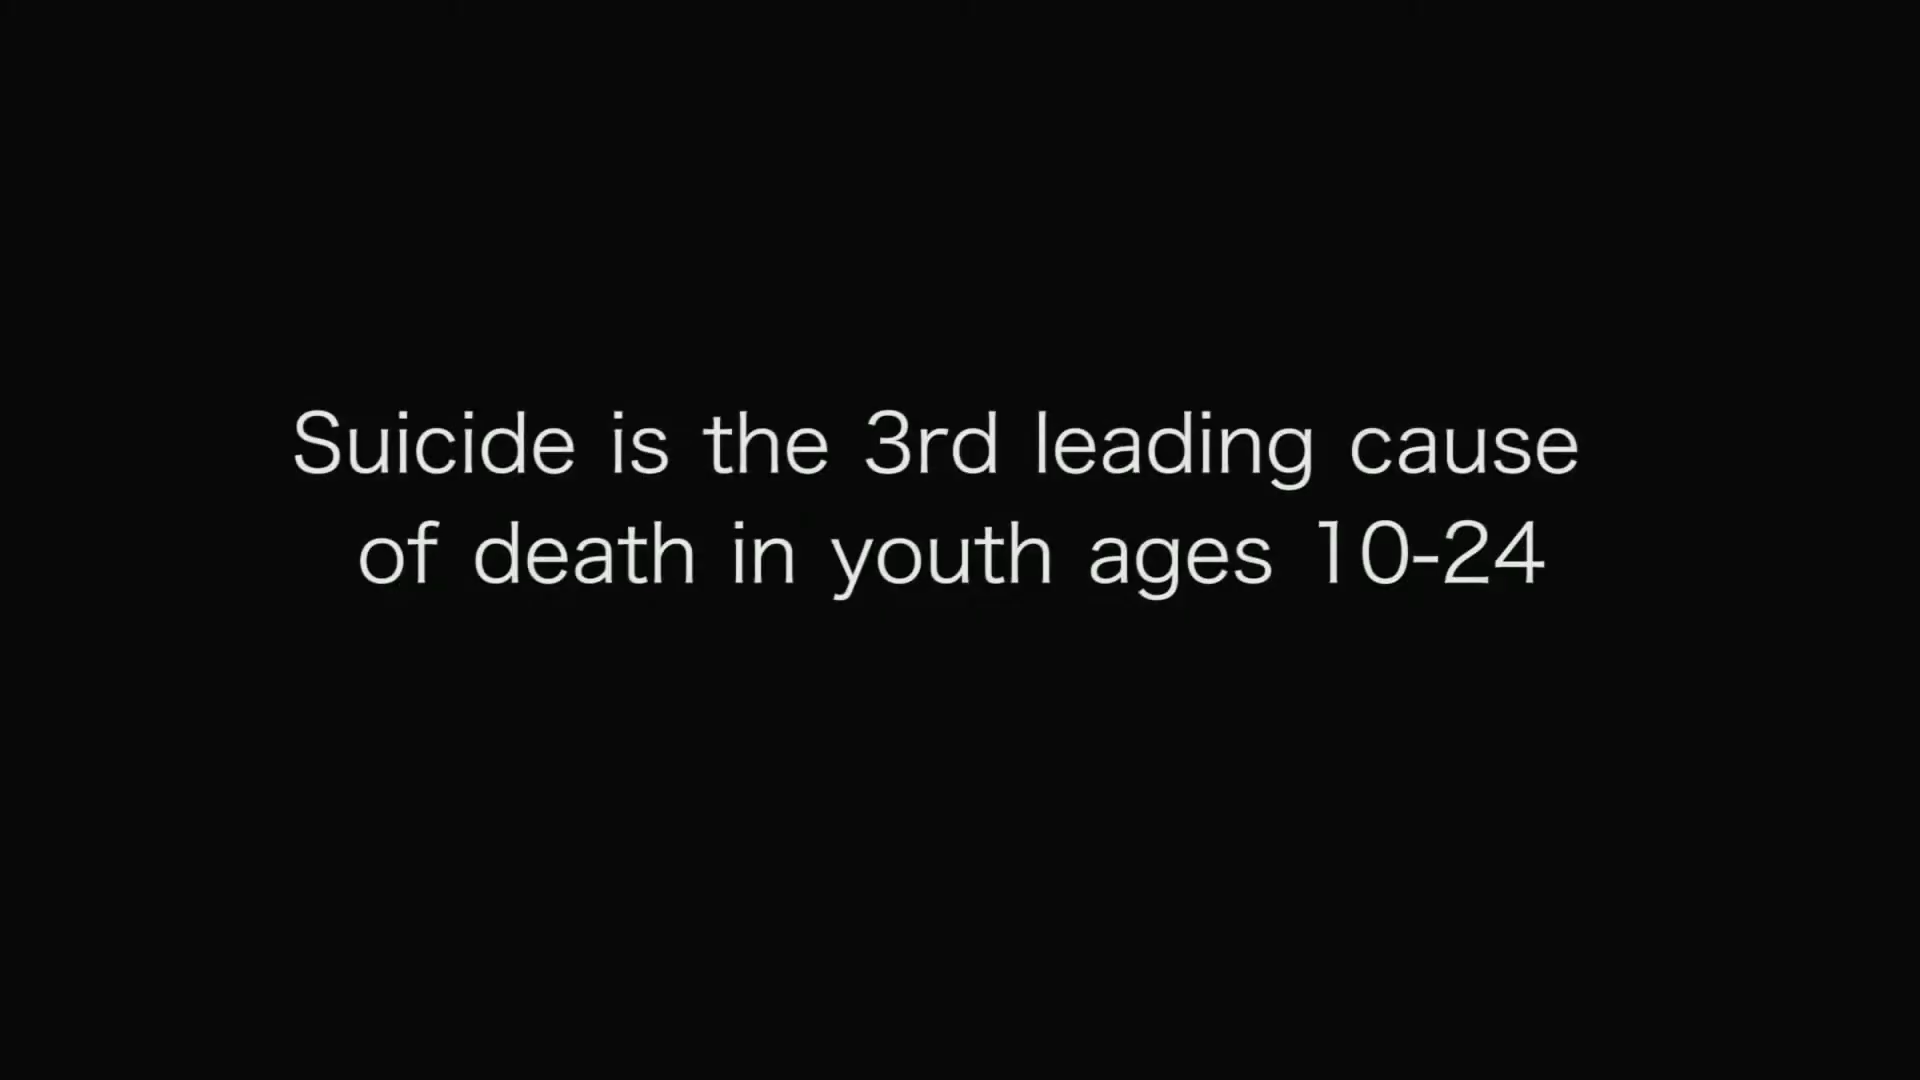 Suicide is the 3rd leading cause
of death in youth ages 10-24